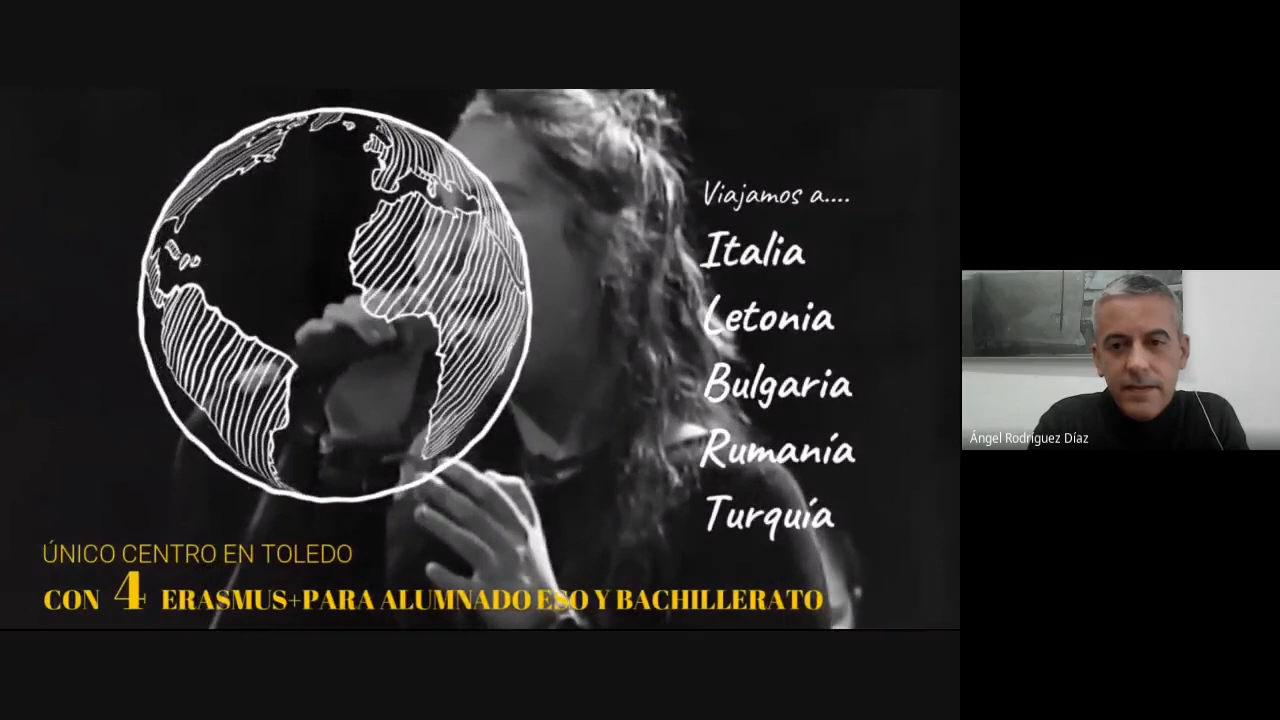 Viajamos a....
Italia
Letonia
Bulgaria
Rumanía
Turquía
ÚNICO CENTRO EN TOLEDO
CON 4 ERASMUS+PARA ALUMNADO ESO Y BACHILLERATO
Ángel Rodríguez Díaz